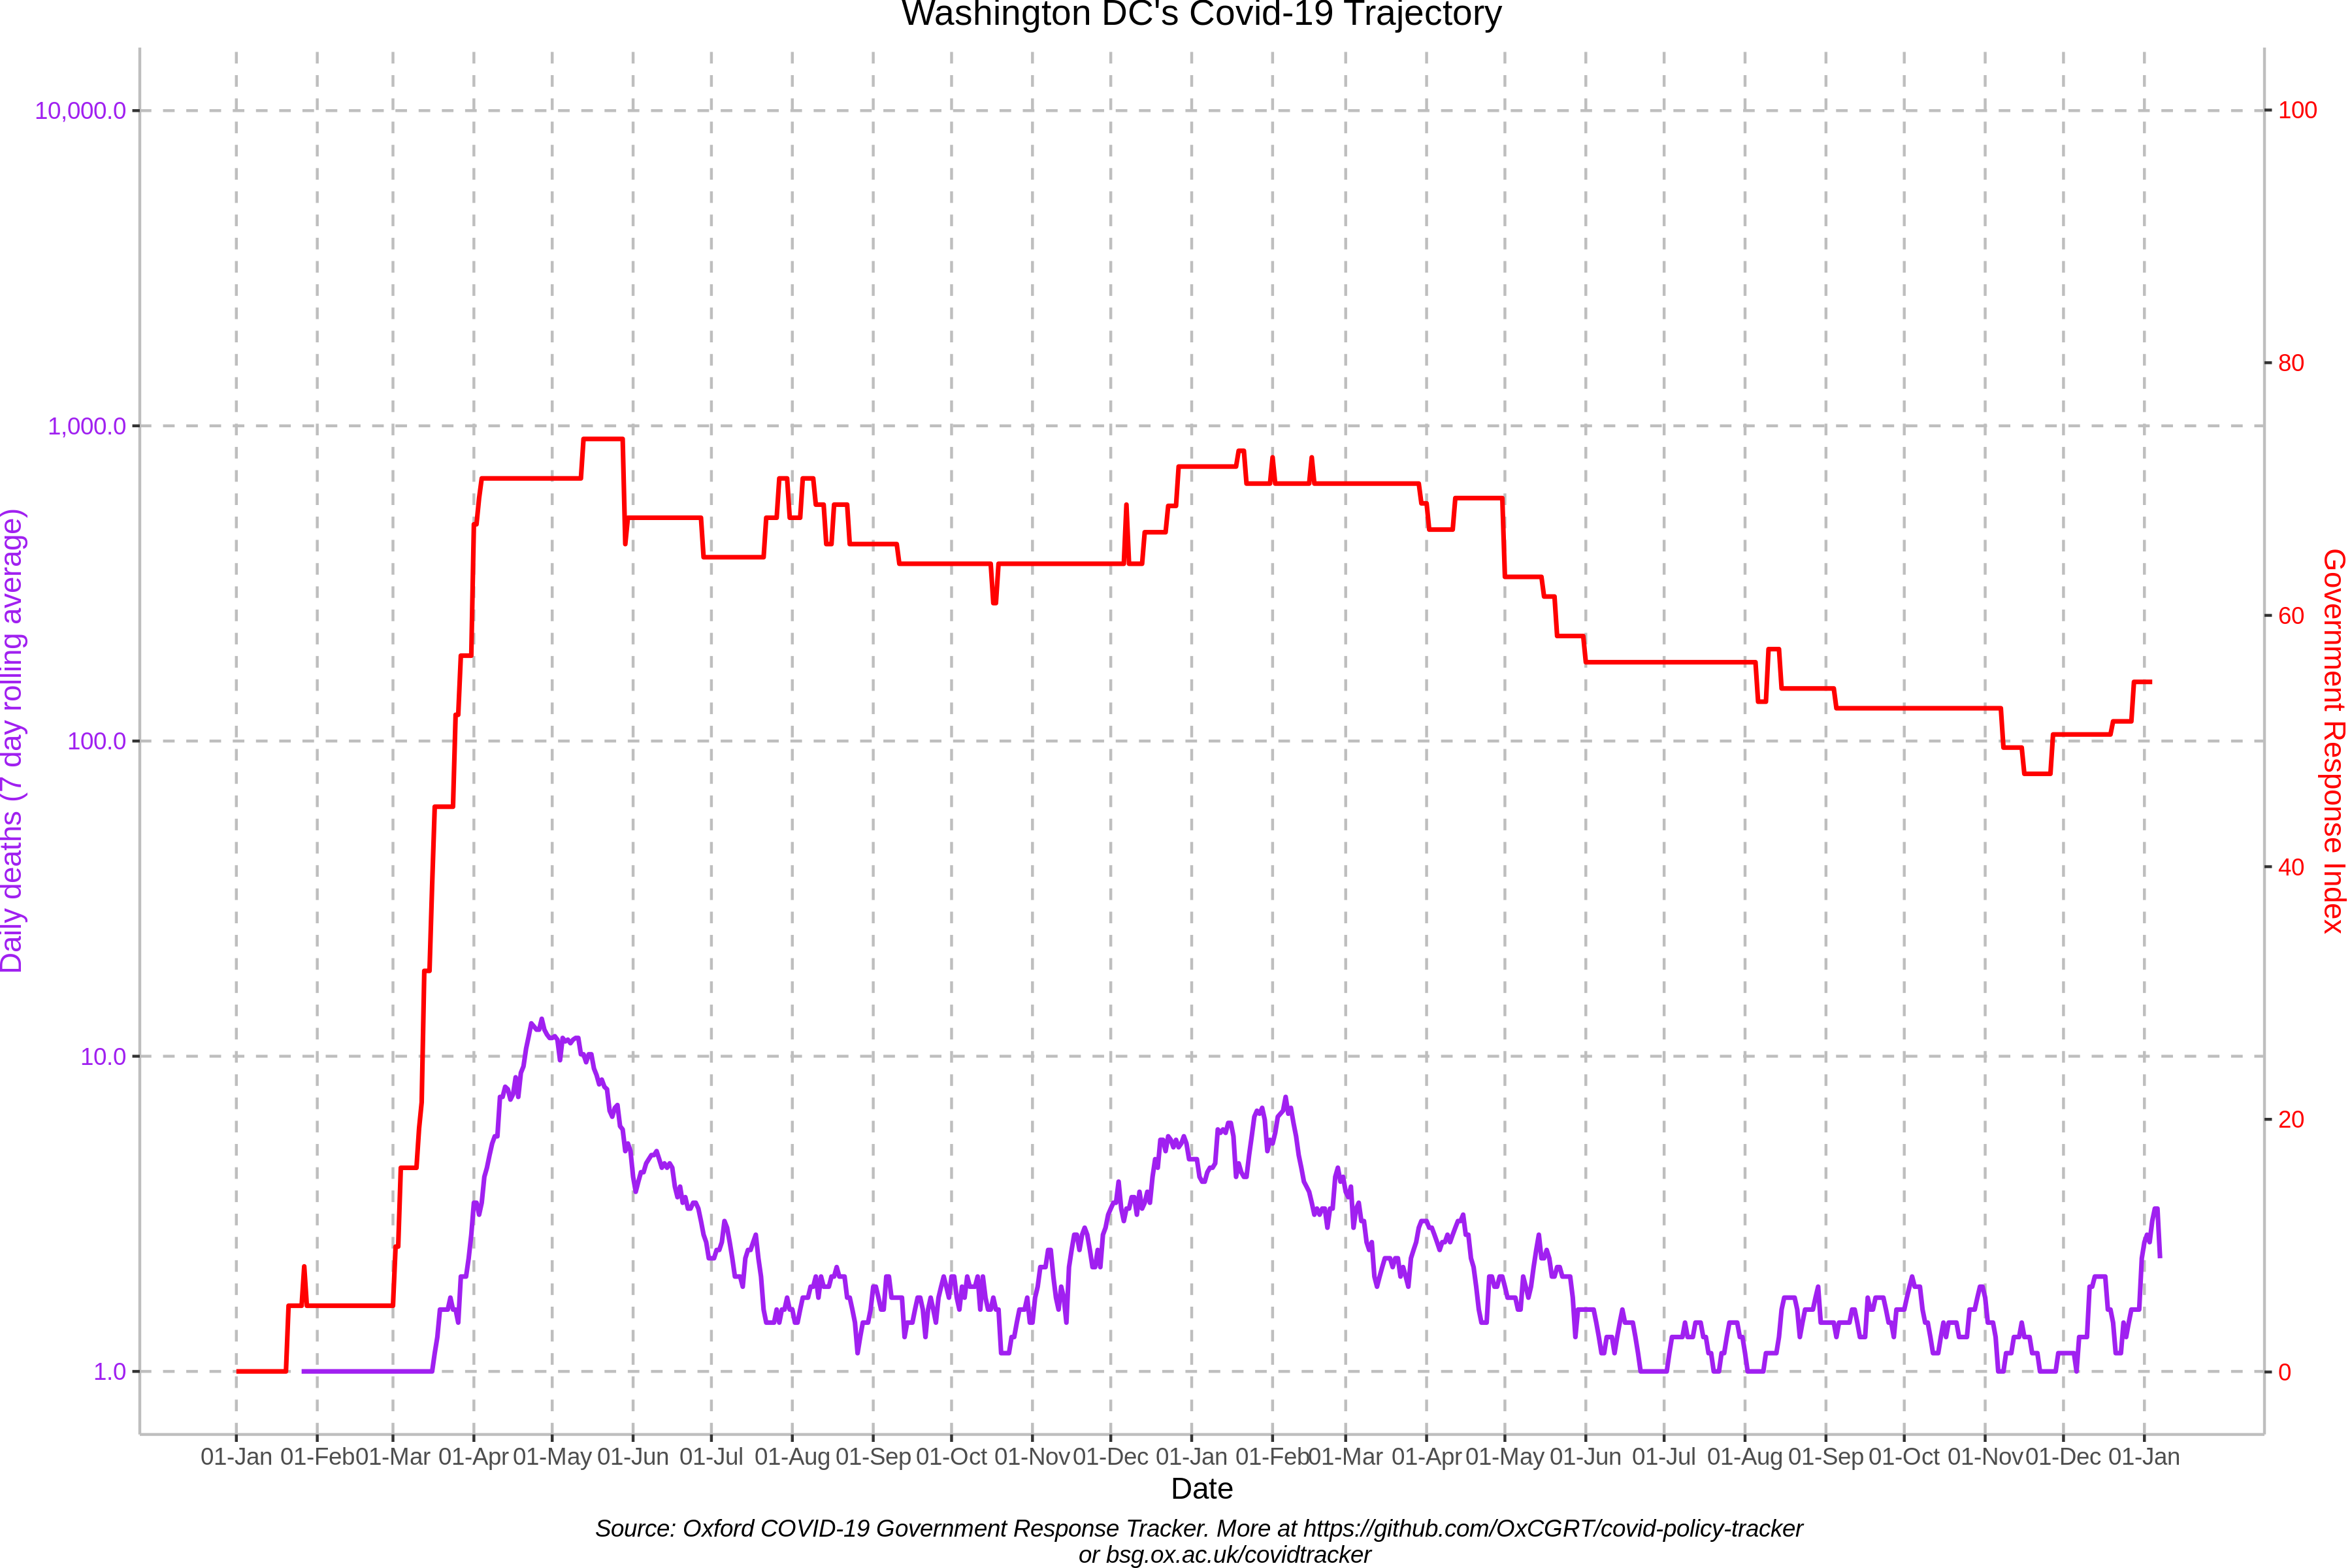 Washington DC's Covid-19 Trajectory
Daily deaths (7 day rolling average)
10,000.0
1,000.0
100.0
10.0
1.0
100
80
60
40
20
0
Government Response Index
01-Jan 01-Feb 01-Mar 01-Apr 01-May 01-Jun 01-Jul 01-Aug 01-Sep 01-Oct 01-Nov 01-Dec 01-Jan 01-Feb 01-Mar 01-Apr 01-May 01-Jun 01-Jul 01-Aug 01-Sep 01-Oct 01-Nov 01-Dec 01-Jan
Date
Source: Oxford COVID-19 Government Response Tracker. More at https://github.com/OxCGRT/covid-policy-tracker
or bsg.ox.ac.uk/covidtracker